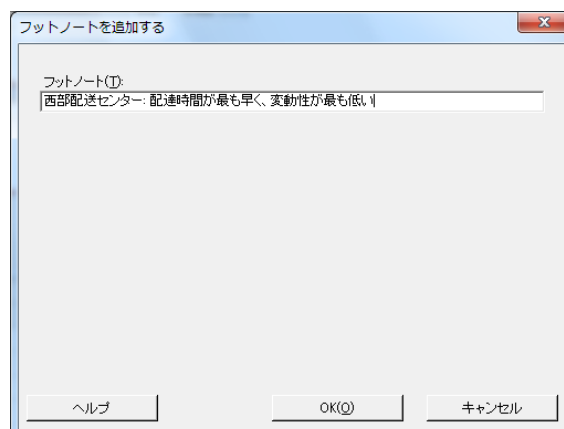 フットノートを追加する
フットノート(T):
西部配送センター: 配達時間が最も早く、変動性が最も低い
ヘルプ
OK(O)
キャンセル